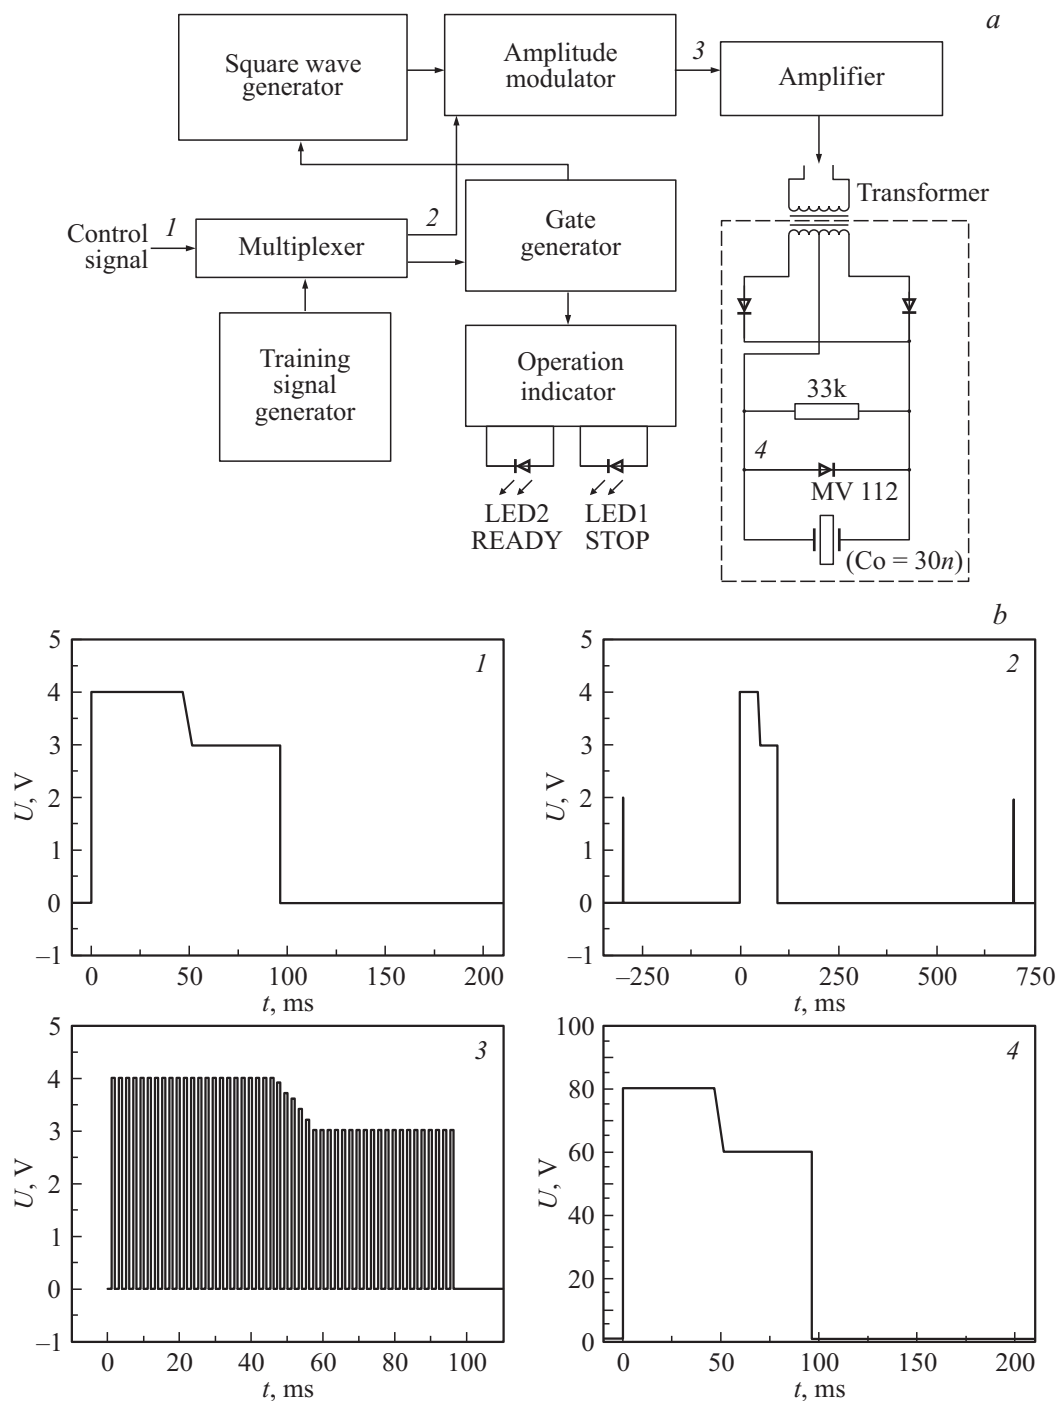 a
Square wave
generator
Amplitude
modulator
3
Amplifier
Transformer
Control
signal
1
Multiplexer
2
Gate
generator
Training
signal
generator
Operation
indicator
LED2
READY
LED1
STOP
33k
4
MV 112
(Co = 30n)
b
5
4
3
2
1
0
–1
U, V
1
0
50
100
150
200
t, ms
5
4
3
2
1
0
–1
U, V
2
–250
0
250
500
750
t, ms
5
4
3
2
1
0
–1
U, V
3
0
20
40
60
80
100
t, ms
100
80
60
40
20
0
U, V
4
0
50
100
150
200
t, ms